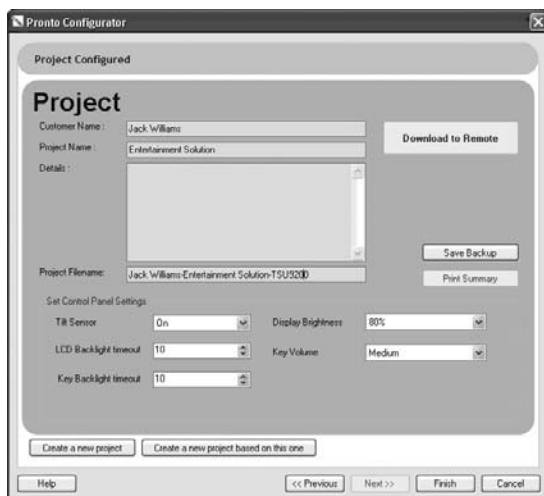 Pronto Configurator
Project Configured
Project
Customer Name : Jack Williams
Download to Remote
Project Name : Entertainment Solution
Details :
Save Backup
Project Filename: Jack Williams-Entertainment Solution-TSU9200
Print Summary
Set Control Panel Settings
Tilt Sensor On Display Brightness 80%
LCD Backlight timeout 10 Key Volume Medium
Key Backlight timeout 10
Create a new project Create a new project based on this one
Help << Previous Next >> Finish Cancel